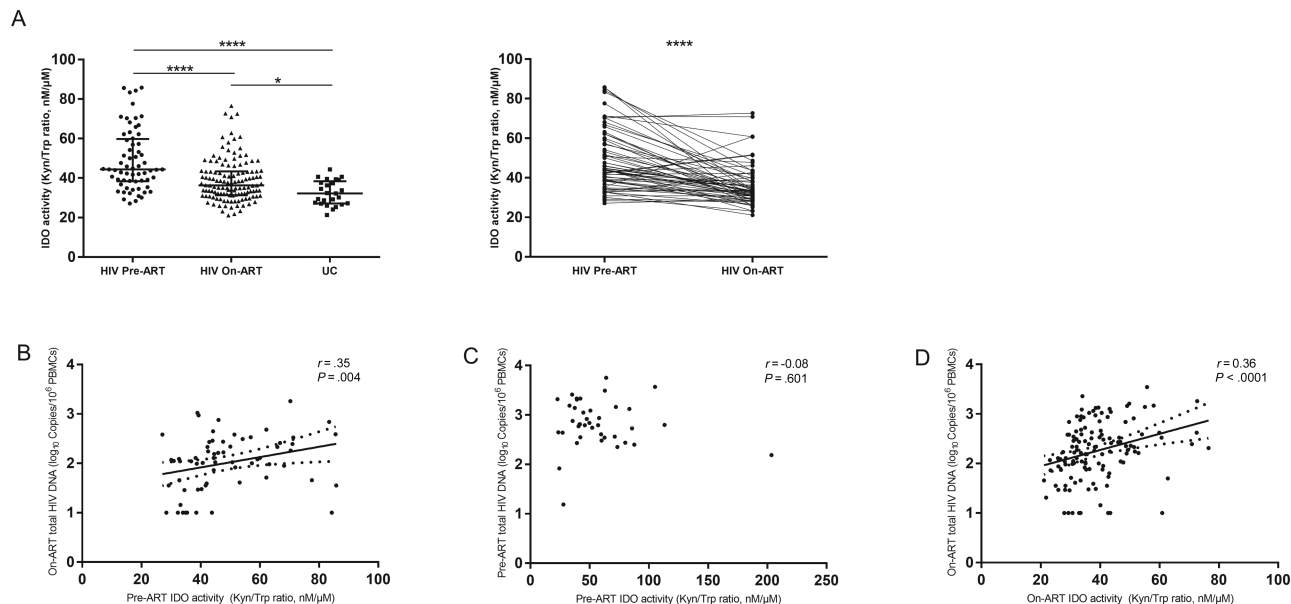 A
****
****
*
IDO activity (Kyn/Trp ratio, nM/µM)
100
80
60
40
20
0
HIV Pre-ART HIV On-ART UC
****
IDO activity (Kyn/Trp ratio, nM/µM)
100
80
60
40
20
0
HIV Pre-ART HIV On-ART
B
r = .35
P = .004
On-ART total HIV DNA (log10 Copies/10⁶ PBMCs)
4
3
2
1
0
0 20 40 60 80 100
Pre-ART IDO activity (Kyn/Trp ratio, nM/µM)
C
r = -0.08
P = .601
Pre-ART total HIV DNA (log10 Copies/10⁶ PBMCs)
4
3
2
1
0
0 50 100 150 200 250
Pre-ART IDO activity (Kyn/Trp ratio, nM/µM)
D
r = 0.36
P < .0001
On-ART total HIV DNA (log10 Copies/10⁶ PBMCs)
4
3
2
1
0
0 20 40 60 80 100
On-ART IDO activity (Kyn/Trp ratio, nM/µM)